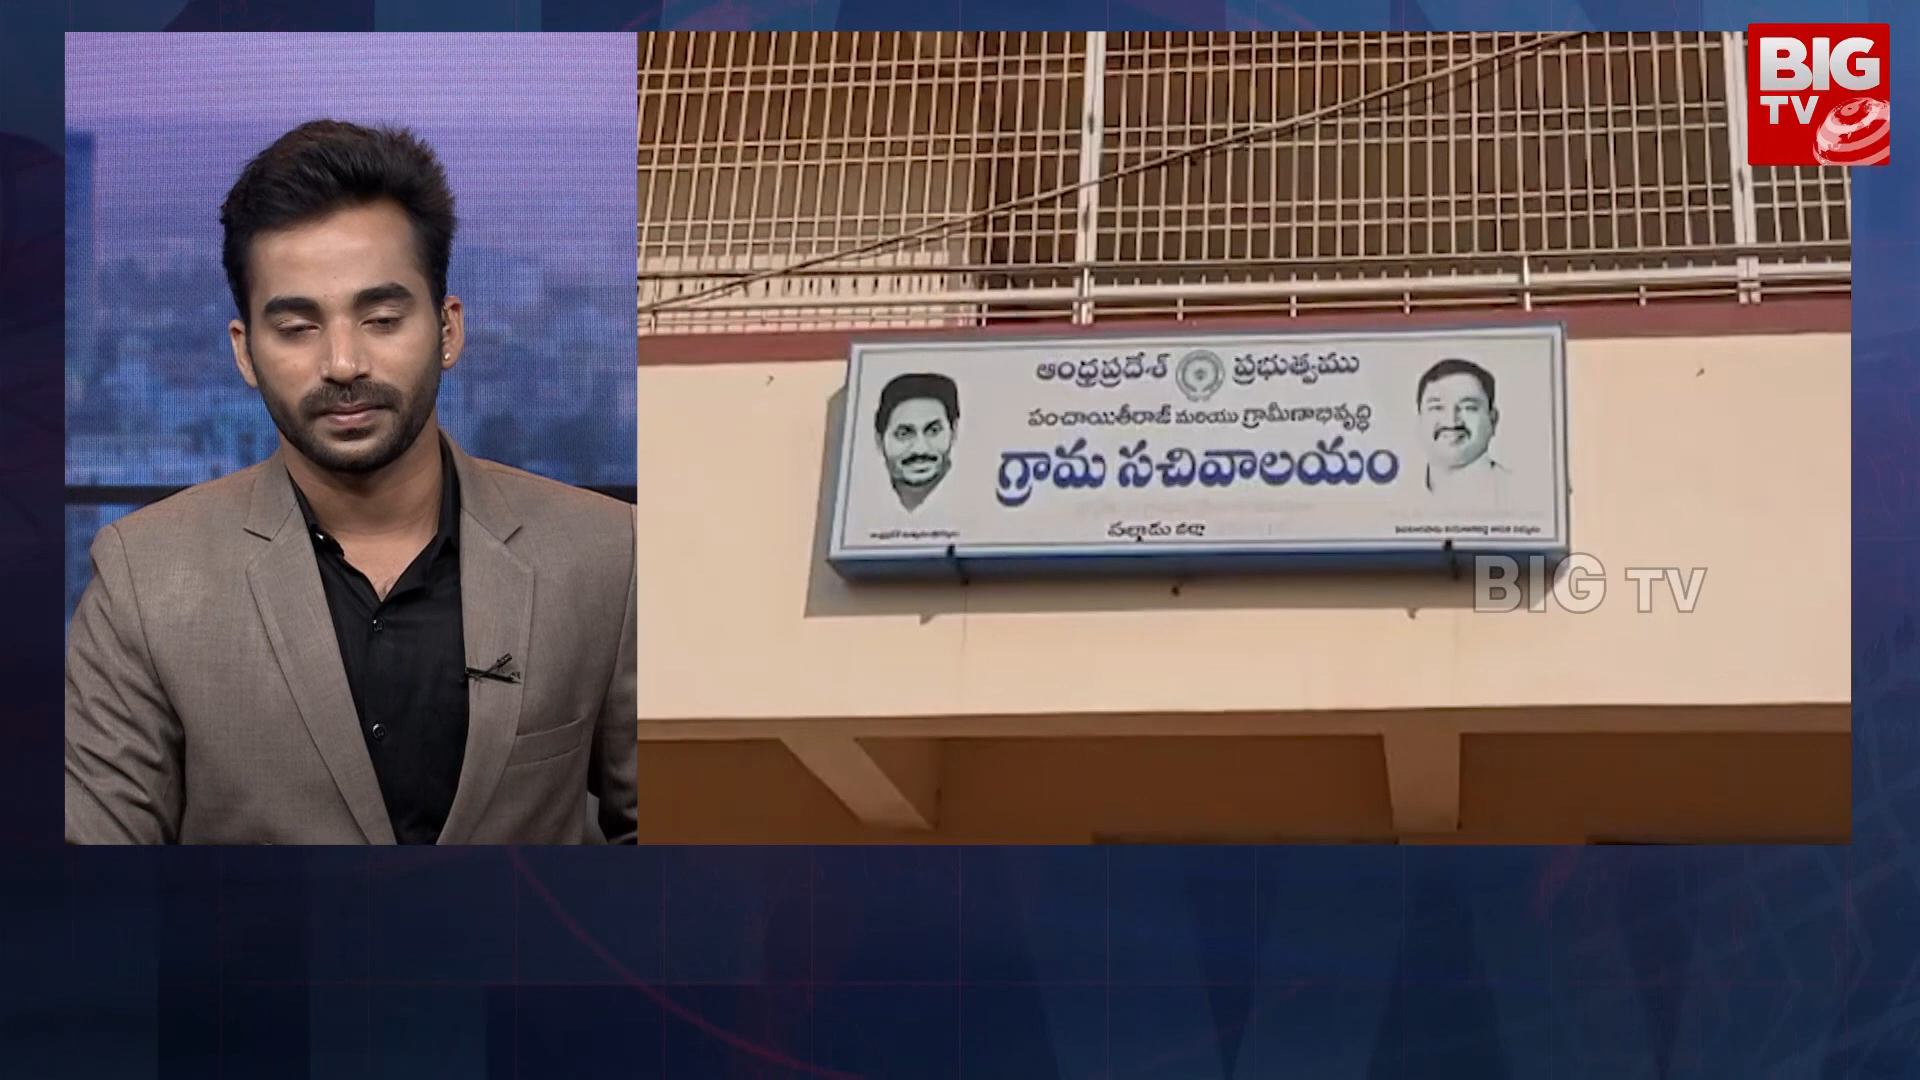 BIG
TV
ఆంధ్రప్రదేశ్ ప్రభుత్వము
పంచాయితీరాజ్ మరియు గ్రామీణాభివృద్ధి
గ్రామ సచివాలయం
పల్నాడు జిల్లా
BIG TV